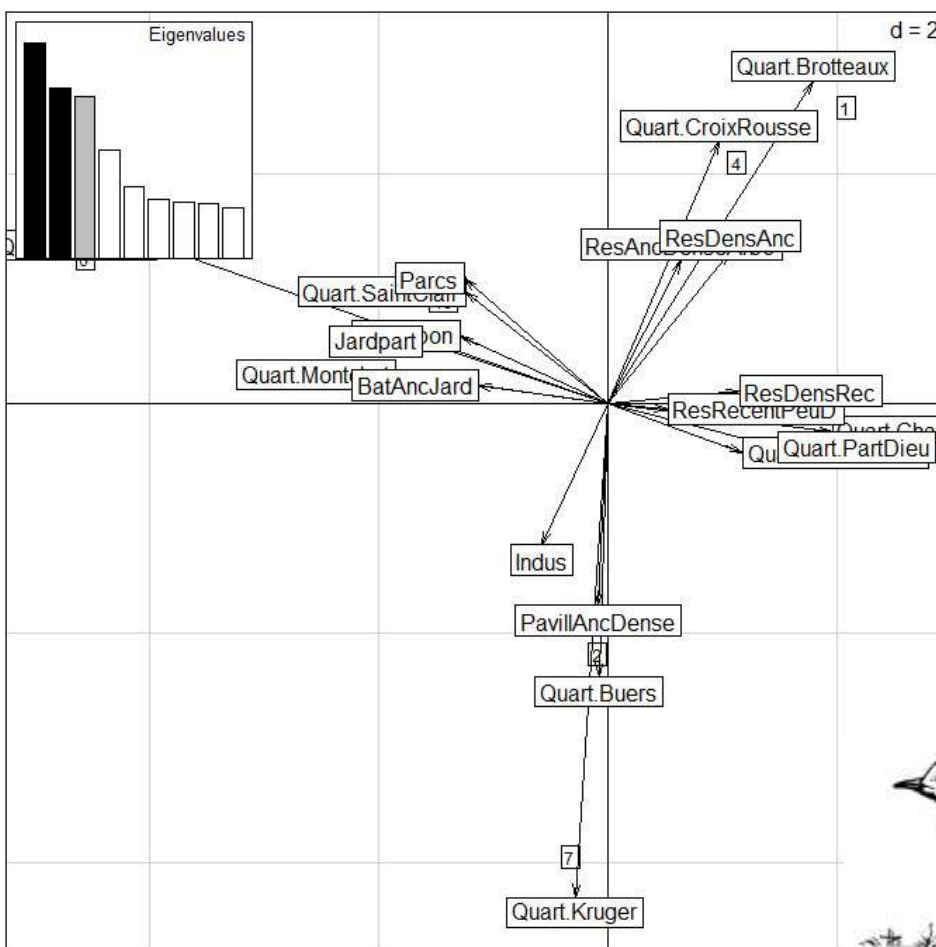 Eigenvalues
d = 2
Quart.Brotteaux
1
Quart.CroixRousse
4
ResDensAnc
Parcs
Jardpart
BatAncJard
ResDensRec
ResRecentPeuD
Quart.PartDieu
Indus
PavillAncDense
2
Quart.Buers
7
Quart.Kruger